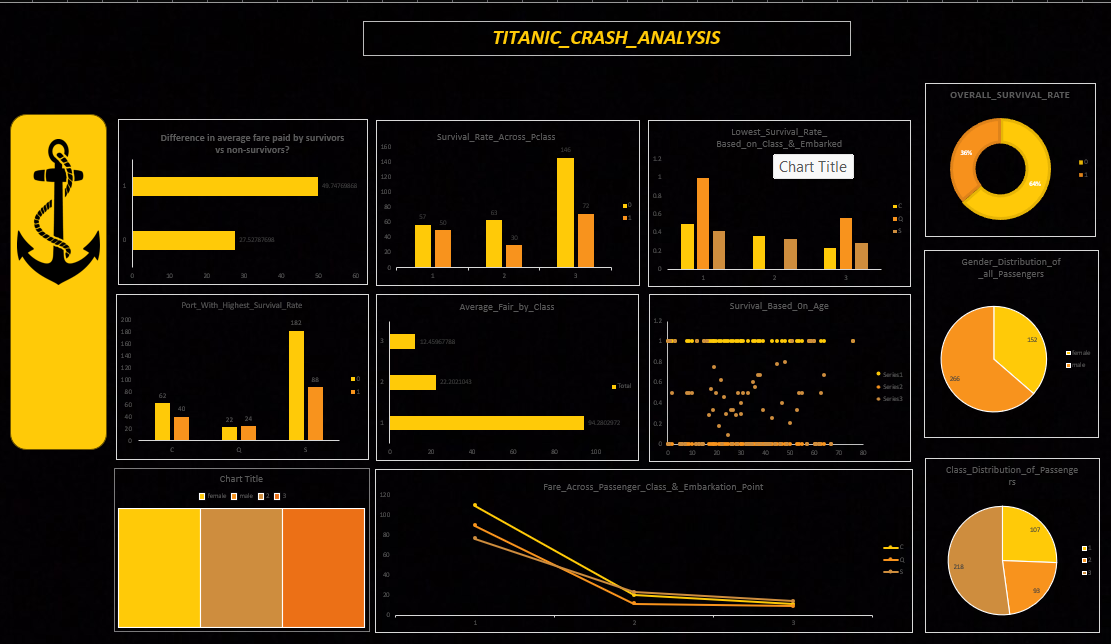 TITANIC_CRASH_ANALYSIS
Difference in average fare paid by survivors
vs non-survivors?
1
49.74769868
0
27.52787696
0 10 20 30 40 50 60
Survival_Rate_Across_Pclass
160
140
120
100
80
60
40
20
0
57 50 63 30 146 72
1 2 3
0
1
Lowest_Survival_Rate_
Based_on_Class_&_Embarked
Chart Title
1.2
1
0.8
0.6
0.4
0.2
0
1 2 3
C
Q
S
OVERALL_SURVIVAL_RATE
36%
64%
0
1
Port_With_Highest_Survival_Rate
200
180
160
140
120
100
80
60
40
20
0
62 40 22 24 182 88
C Q S
0
1
Average_Fair_by_Class
3
12.45967788
2
22.2021043
1
94.2802972
0 20 40 60 80 100
Total
Survival_Based_0n_Age
1.2
1
0.8
0.6
0.4
0.2
0
0 10 20 30 40 50 60 70 80
Series1
Series2
Series3
Gender_Distribution_of
_all_Passengers
152
266
female
male
Chart Title
female male 2 3
Fare_Across_Passenger_Class_&_Embarkation_Point
120
100
80
60
40
20
0
1 2 3
C
Q
S
Class_Distribution_of_Passenge
rs
107
93
218
1
2
3